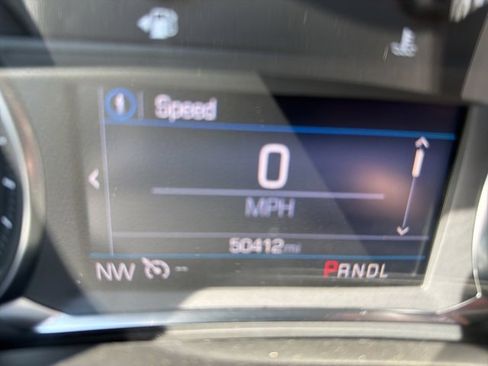 Speed
0
MPH
50412 mi
NW -- PRNDL